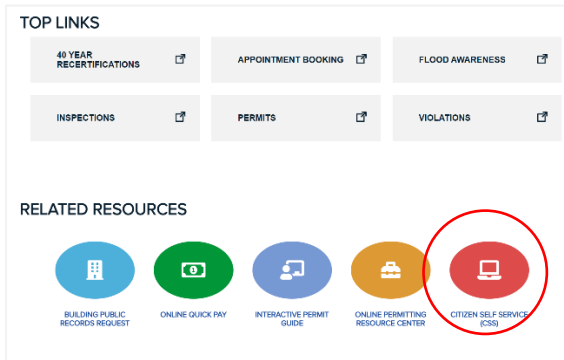 TOP LINKS
40 YEAR
RECERTIFICATIONS
APPOINTMENT BOOKING
FLOOD AWARENESS
INSPECTIONS
PERMITS
VIOLATIONS
RELATED RESOURCES
BUILDING PUBLIC
RECORDS REQUEST
ONLINE QUICK PAY
INTERACTIVE PERMIT
GUIDE
ONLINE PERMITTING
RESOURCE CENTER
CITIZEN SELF SERVICE
(CSS)